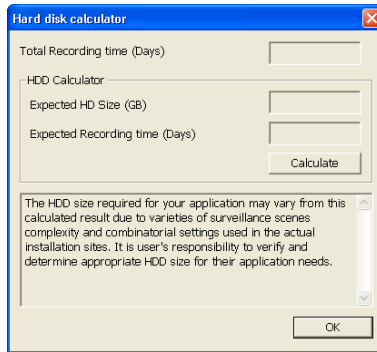 Hard disk calculator
Total Recording time (Days)
HDD Calculator
Expected HD Size (GB)
Expected Recording time (Days)
Calculate
The HDD size required for your application may vary from this
calculated result due to varieties of surveillance scenes
complexity and combinatorial settings used in the actual
installation sites. It is user's responsibility to verify and
determine appropriate HDD size for their application needs.
OK